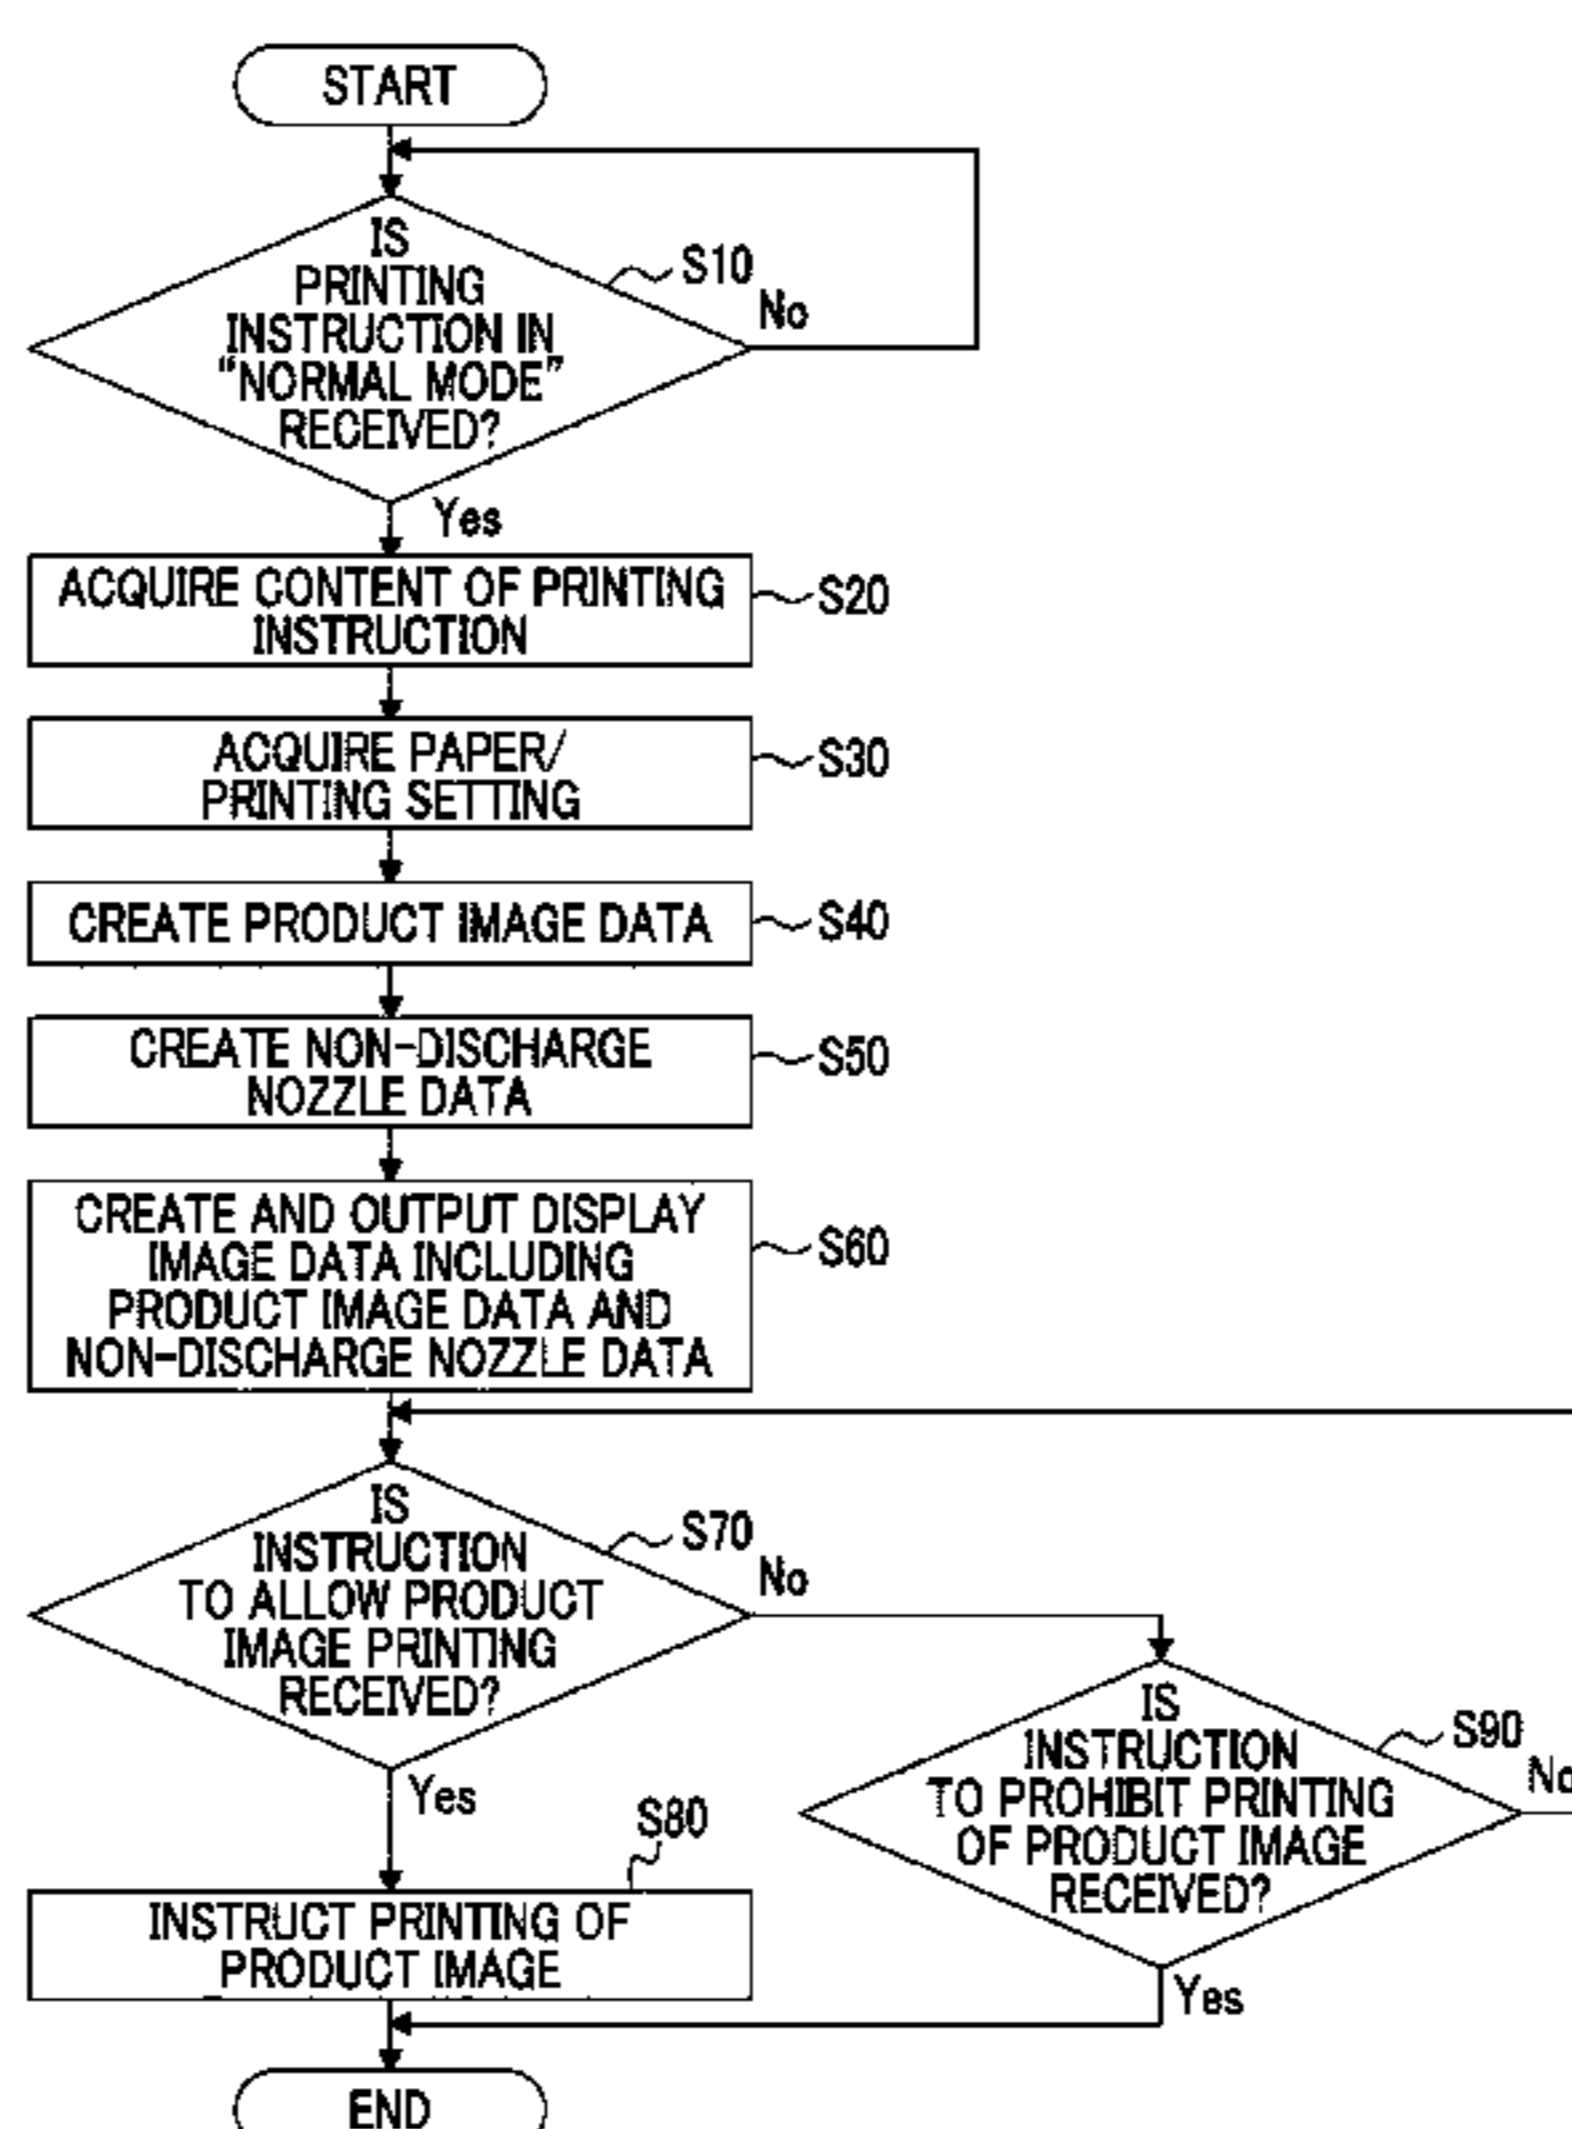 START
IS
PRINTING
INSTRUCTION IN
“NORMAL MODE”
RECEIVED?
S10
No
Yes
ACQUIRE CONTENT OF PRINTING
INSTRUCTION
S20
ACQUIRE PAPER/
PRINTING SETTING
S30
CREATE PRODUCT IMAGE DATA
S40
CREATE NON-DISCHARGE
NOZZLE DATA
S50
CREATE AND OUTPUT DISPLAY
IMAGE DATA INCLUDING
PRODUCT IMAGE DATA AND
NON-DISCHARGE NOZZLE DATA
S60
IS
INSTRUCTION
TO ALLOW PRODUCT
IMAGE PRINTING
RECEIVED?
S70
No
Yes
IS
INSTRUCTION
TO PROHIBIT PRINTING
OF PRODUCT IMAGE
RECEIVED?
S90
No
Yes
S80
INSTRUCT PRINTING OF
PRODUCT IMAGE
END